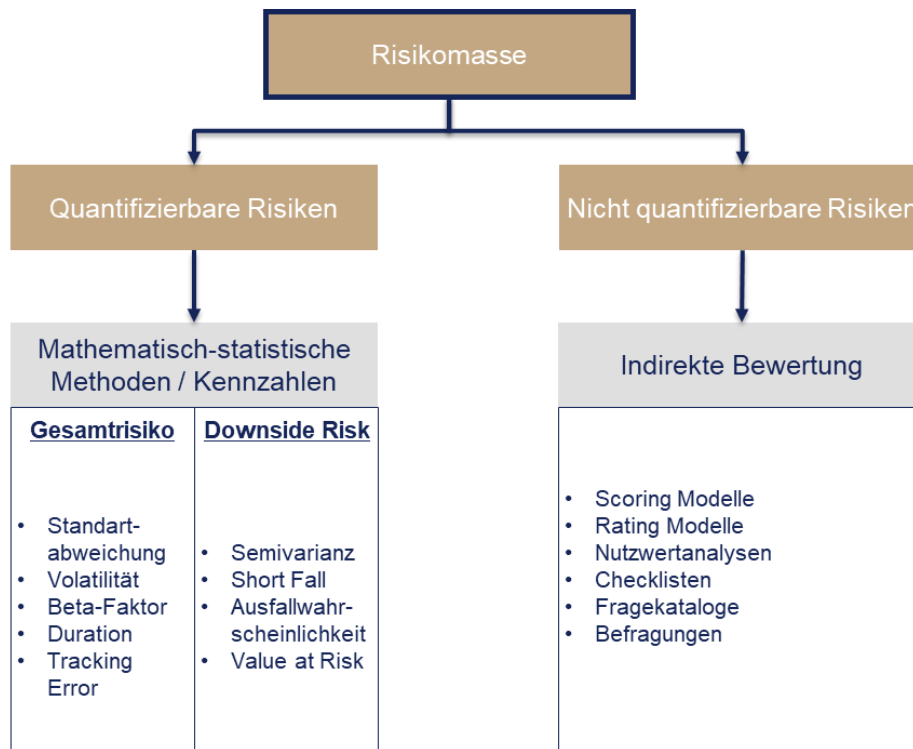 Risikomasse
Quantifizierbare Risiken
Nicht quantifizierbare Risiken
Mathematisch-statistische
Methoden / Kennzahlen
Indirekte Bewertung
Gesamtrisiko
Downside Risk
• Standart-
abweichung
• Volatilität
• Beta-Faktor
• Duration
• Tracking
Error
• Semivarianz
• Short Fall
• Ausfallwahr-
scheinlichkeit
• Value at Risk
• Scoring Modelle
• Rating Modelle
• Nutzwertanalysen
• Checklisten
• Fragekataloge
• Befragungen